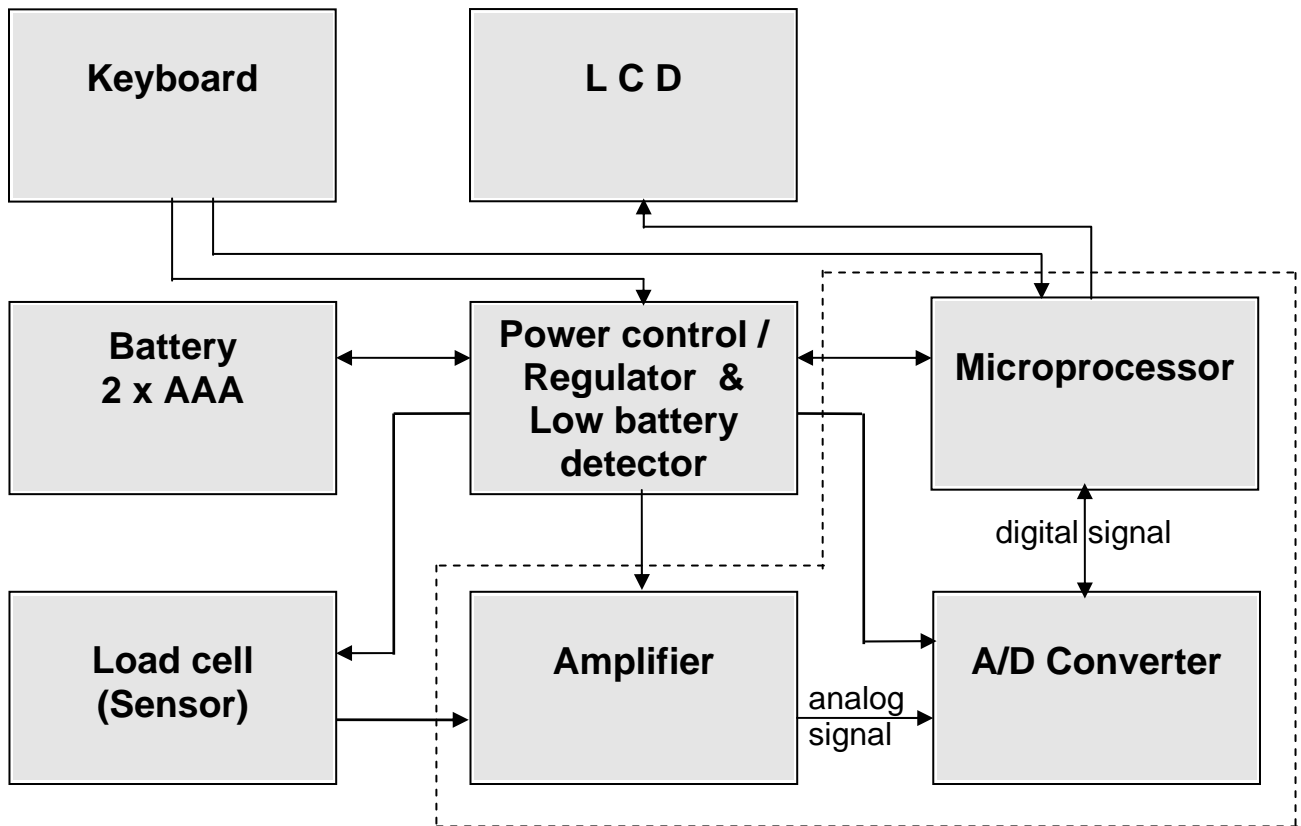 Keyboard
L C D
Battery
2 x AAA
Power control /
Regulator &
Low battery
detector
Microprocessor
digital signal
Load cell
(Sensor)
Amplifier
analog
signal
A/D Converter